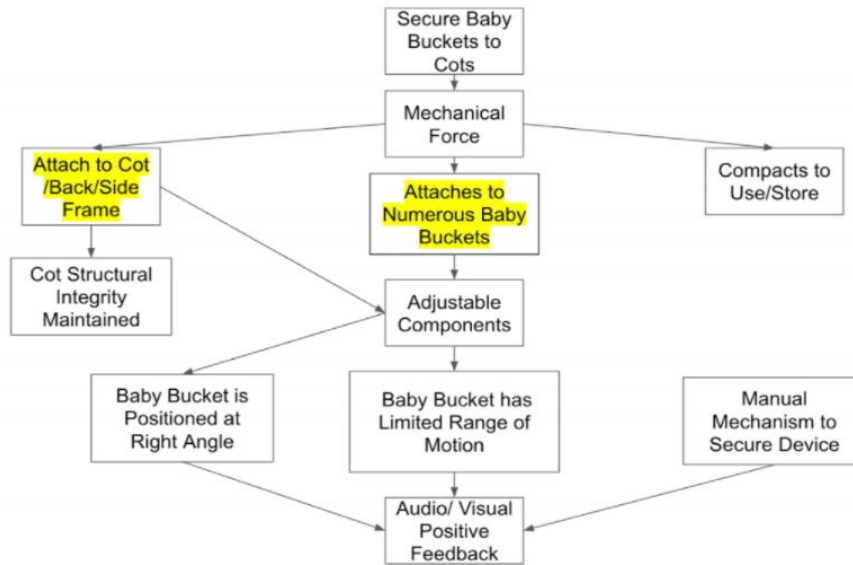 Secure Baby
Buckets to
Cots
Mechanical
Force
Attach to Cot
/Back/Side
Frame
Attaches to
Numerous Baby
Buckets
Compacts to
Use/Store
Cot Structural
Integrity
Maintained
Adjustable
Components
Baby Bucket is
Positioned at
Right Angle
Baby Bucket has
Limited Range of
Motion
Manual
Mechanism to
Secure Device
Audio/ Visual
Positive
Feedback